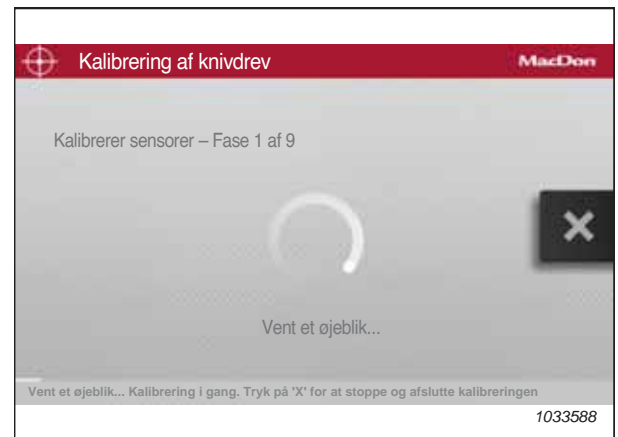 Kalibrering af knivdrev MacDon
Kalibrerer sensorer – Fase 1 af 9
Vent et øjeblik...
Vent et øjeblik... Kalibrering i gang. Tryk på 'X' for at stoppe og afslutte kalibreringen
1033588